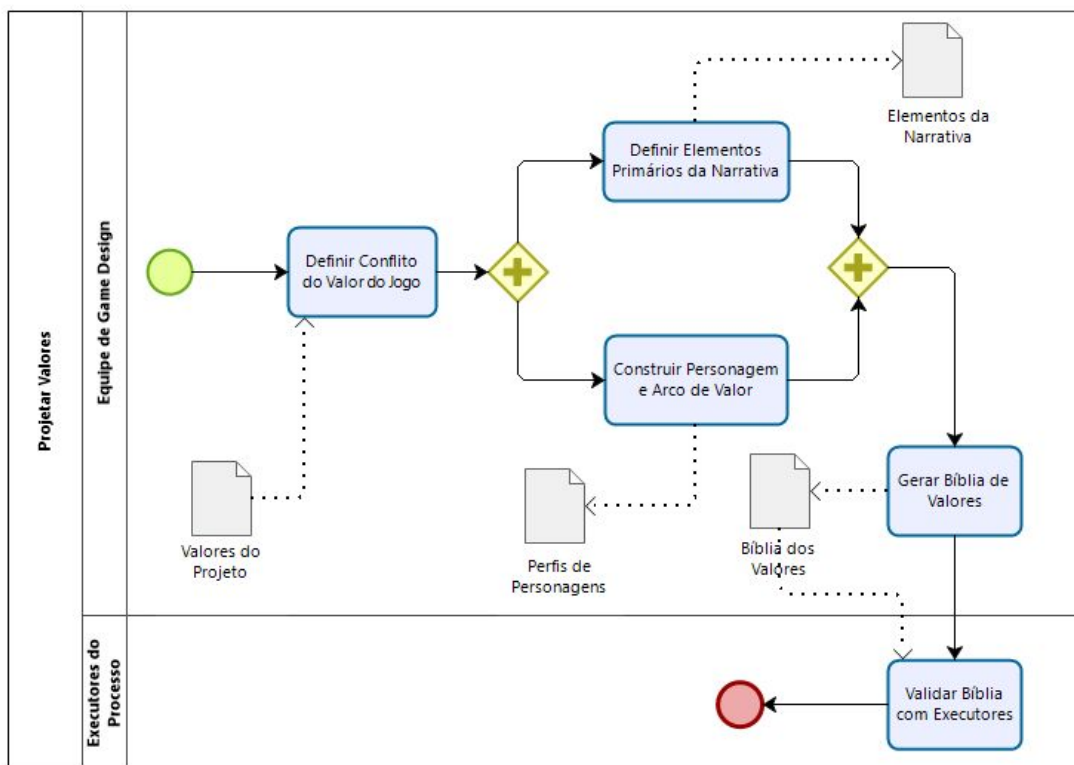 Projetar Valores
Equipe de Game Design
Elementos da
Narrativa
Definir Elementos
Primários da Narrativa
Definir Conflito
do Valor do Jogo
Construir Personagem
e Arco de Valor
Gerar Bíblia de
Valores
Valores do
Projeto
Perfis de
Personagens
Bíblia dos
Valores
Executores do
Processo
Validar Bíblia
com Executores